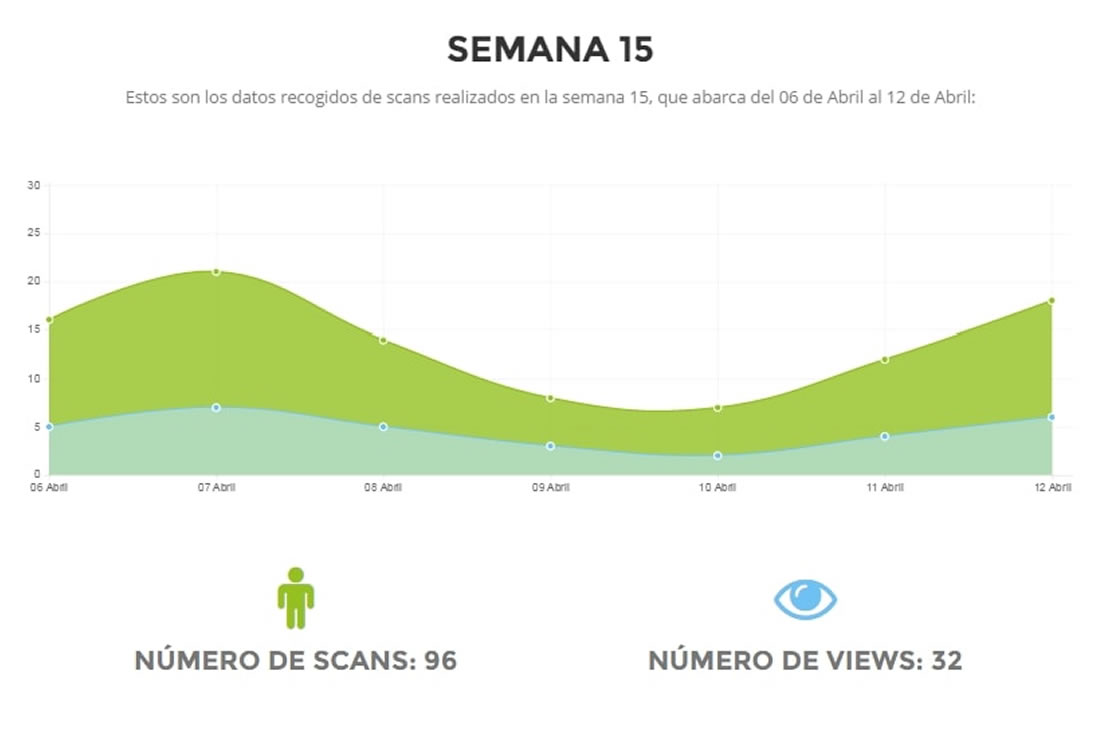 SEMANA 15
Estos son los datos recogidos de scans realizados en la semana 15, que abarca del 06 de Abril al 12 de Abril:
30
25
20
15
10
5
0
06 Abril 07 Abril 08 Abril 09 Abril 10 Abril 11 Abril 12 Abril
NÚMERO DE SCANS: 96 NÚMERO DE VIEWS: 32